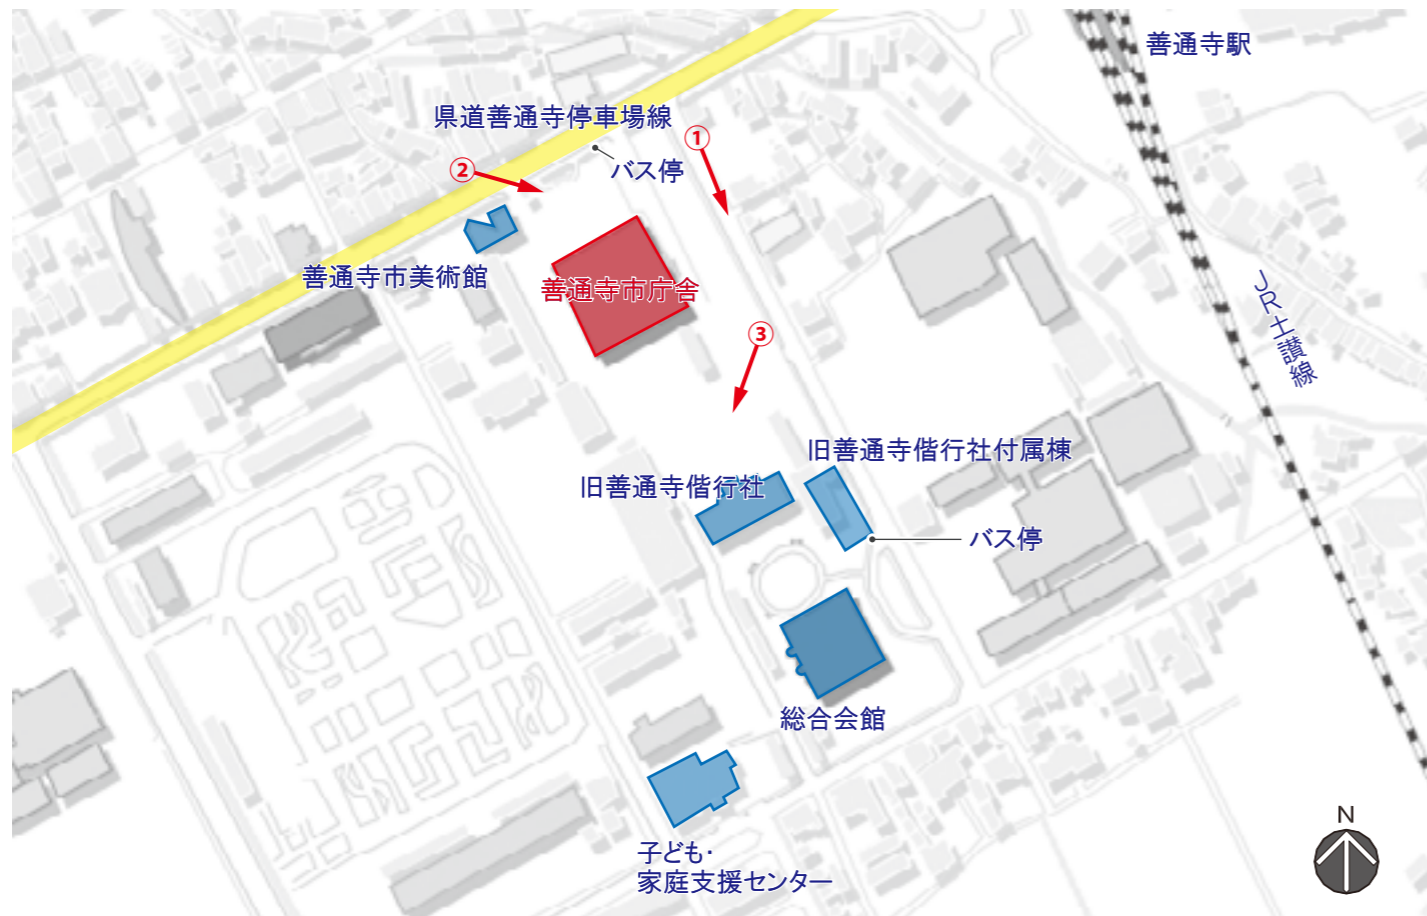 善通寺駅
県道善通寺停車場線
①
②
バス停
善通寺市美術館
善通寺市庁舎
JR土讃線
③
旧善通寺偕行社付属棟
旧善通寺偕行社
バス停
総合会館
子ども・
家庭支援センター
N